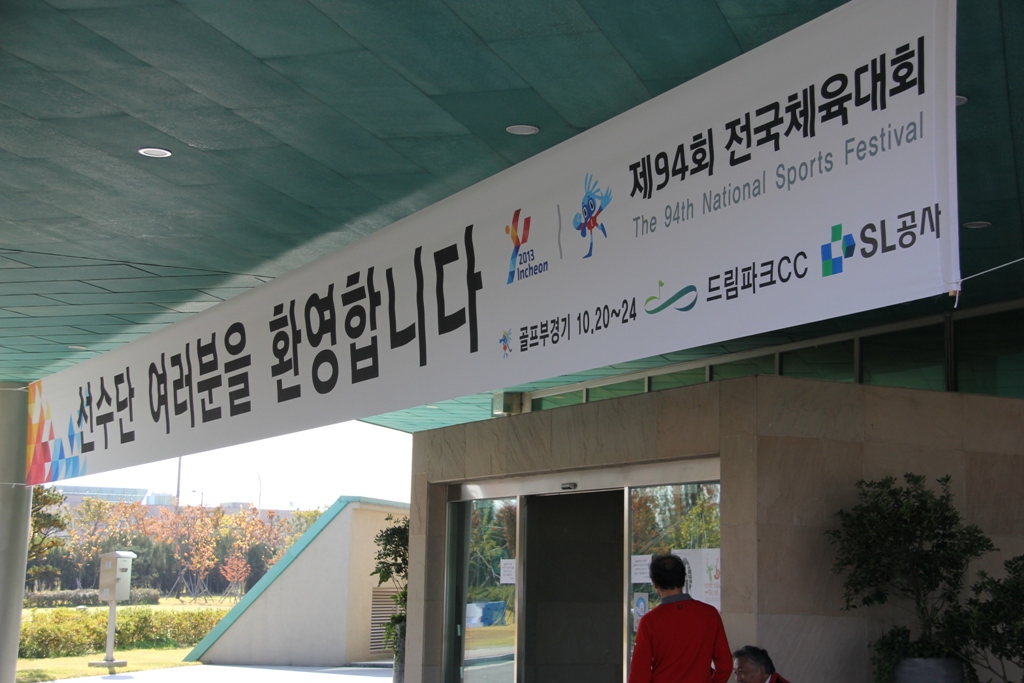 선수단 여러분을 환영합니다
2013
Incheon
제94회 전국체육대회
The 94th National Sports Festival
골프부경기 10.20~24 드림파크CC SL공사